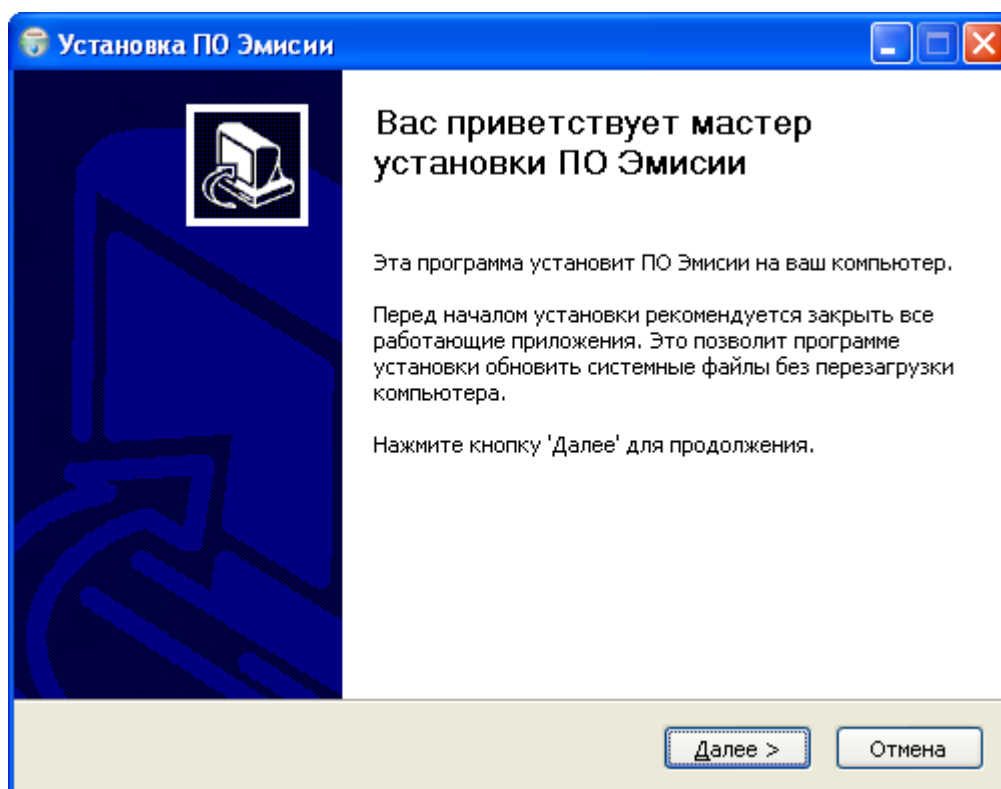 Установка ПО Эмисии
Вас приветствует мастер
установки ПО Эмисии
Эта программа установит ПО Эмисии на ваш компьютер.
Перед началом установки рекомендуется закрыть все
работающие приложения. Это позволит программе
установки обновить системные файлы без перезагрузки
компьютера.
Нажмите кнопку 'Далее' для продолжения.
Далее >
Отмена